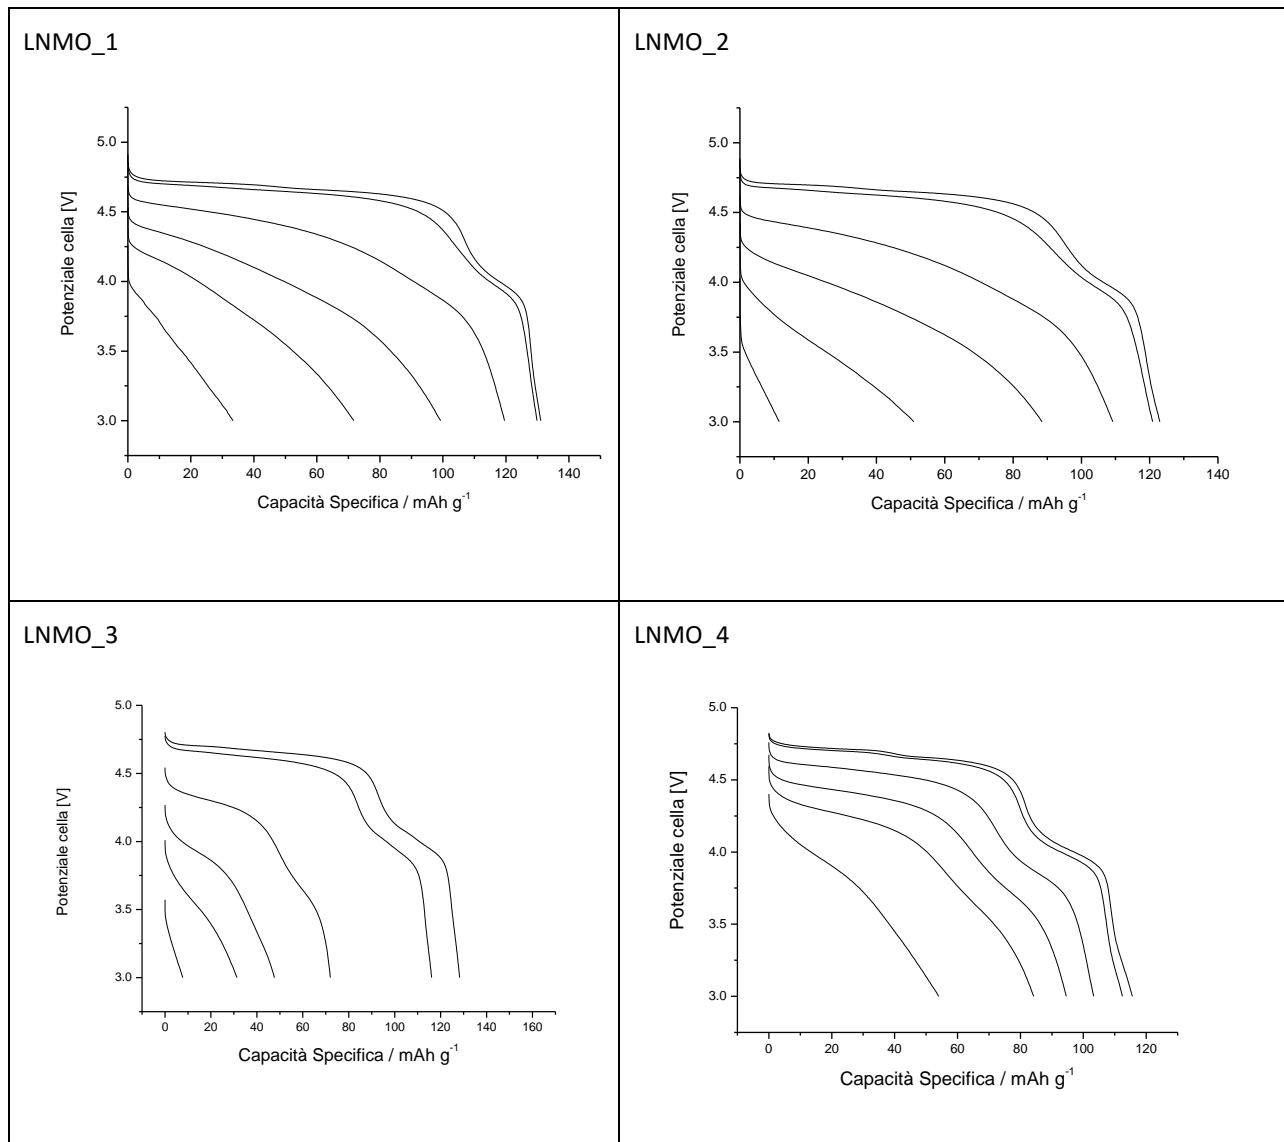 LNMO_1
5.0
4.5
4.0
3.5
3.0
Potenziale cella [V]
0 20 40 60 80 100 120 140
Capacità Specifica / mAh g⁻¹
LNMO_2
5.0
4.5
4.0
3.5
3.0
Potenziale cella [V]
0 20 40 60 80 100 120 140
Capacità Specifica / mAh g⁻¹
LNMO_3
5.0
4.5
4.0
3.5
3.0
Potenziale cella [V]
0 20 40 60 80 100 120 140 160
Capacità Specifica / mAh g⁻¹
LNMO_4
5.0
4.5
4.0
3.5
3.0
Potenziale cella [V]
0 20 40 60 80 100 120
Capacità Specifica / mAh g⁻¹